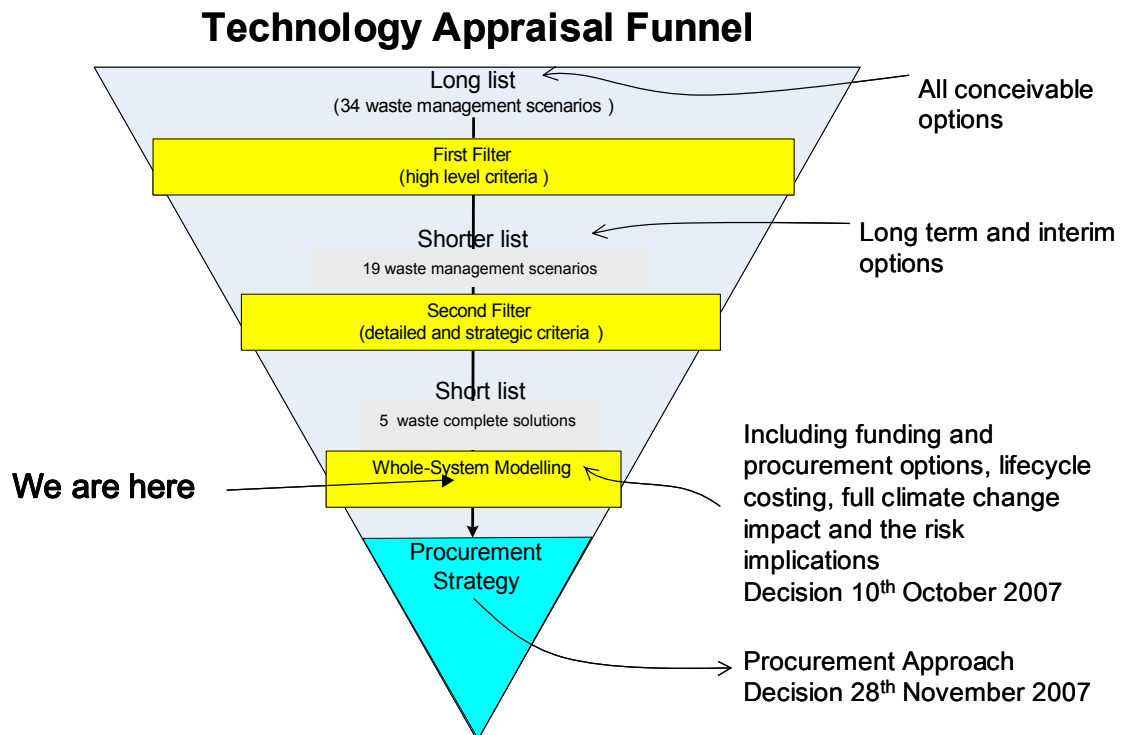 Technology Appraisal Funnel
Long list
(34 waste management scenarios )
All conceivable
options
First Filter
(high level criteria )
Shorter list
19 waste management scenarios
Long term and interim
options
Second Filter
(detailed and strategic criteria )
Short list
5 waste complete solutions
Whole-System Modelling
We are here
Including funding and
procurement options, lifecycle
costing, full climate change
impact and the risk
implications
Decision 10th October 2007
Procurement
Strategy
Procurement Approach
Decision 28th November 2007